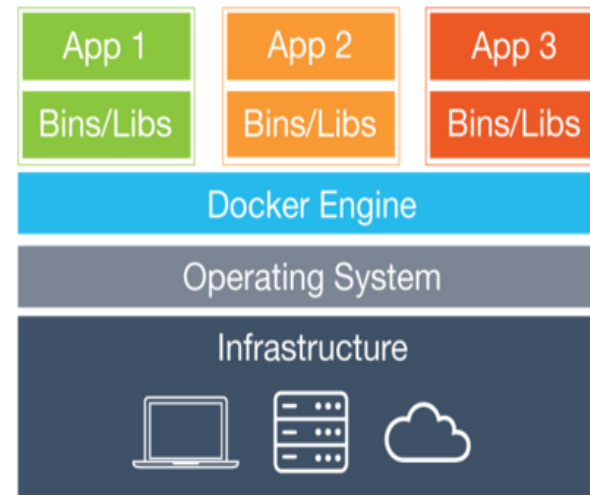 App 1
App 2
App 3
Bins/Libs
Bins/Libs
Bins/Libs
Docker Engine
Operating System
Infrastructure